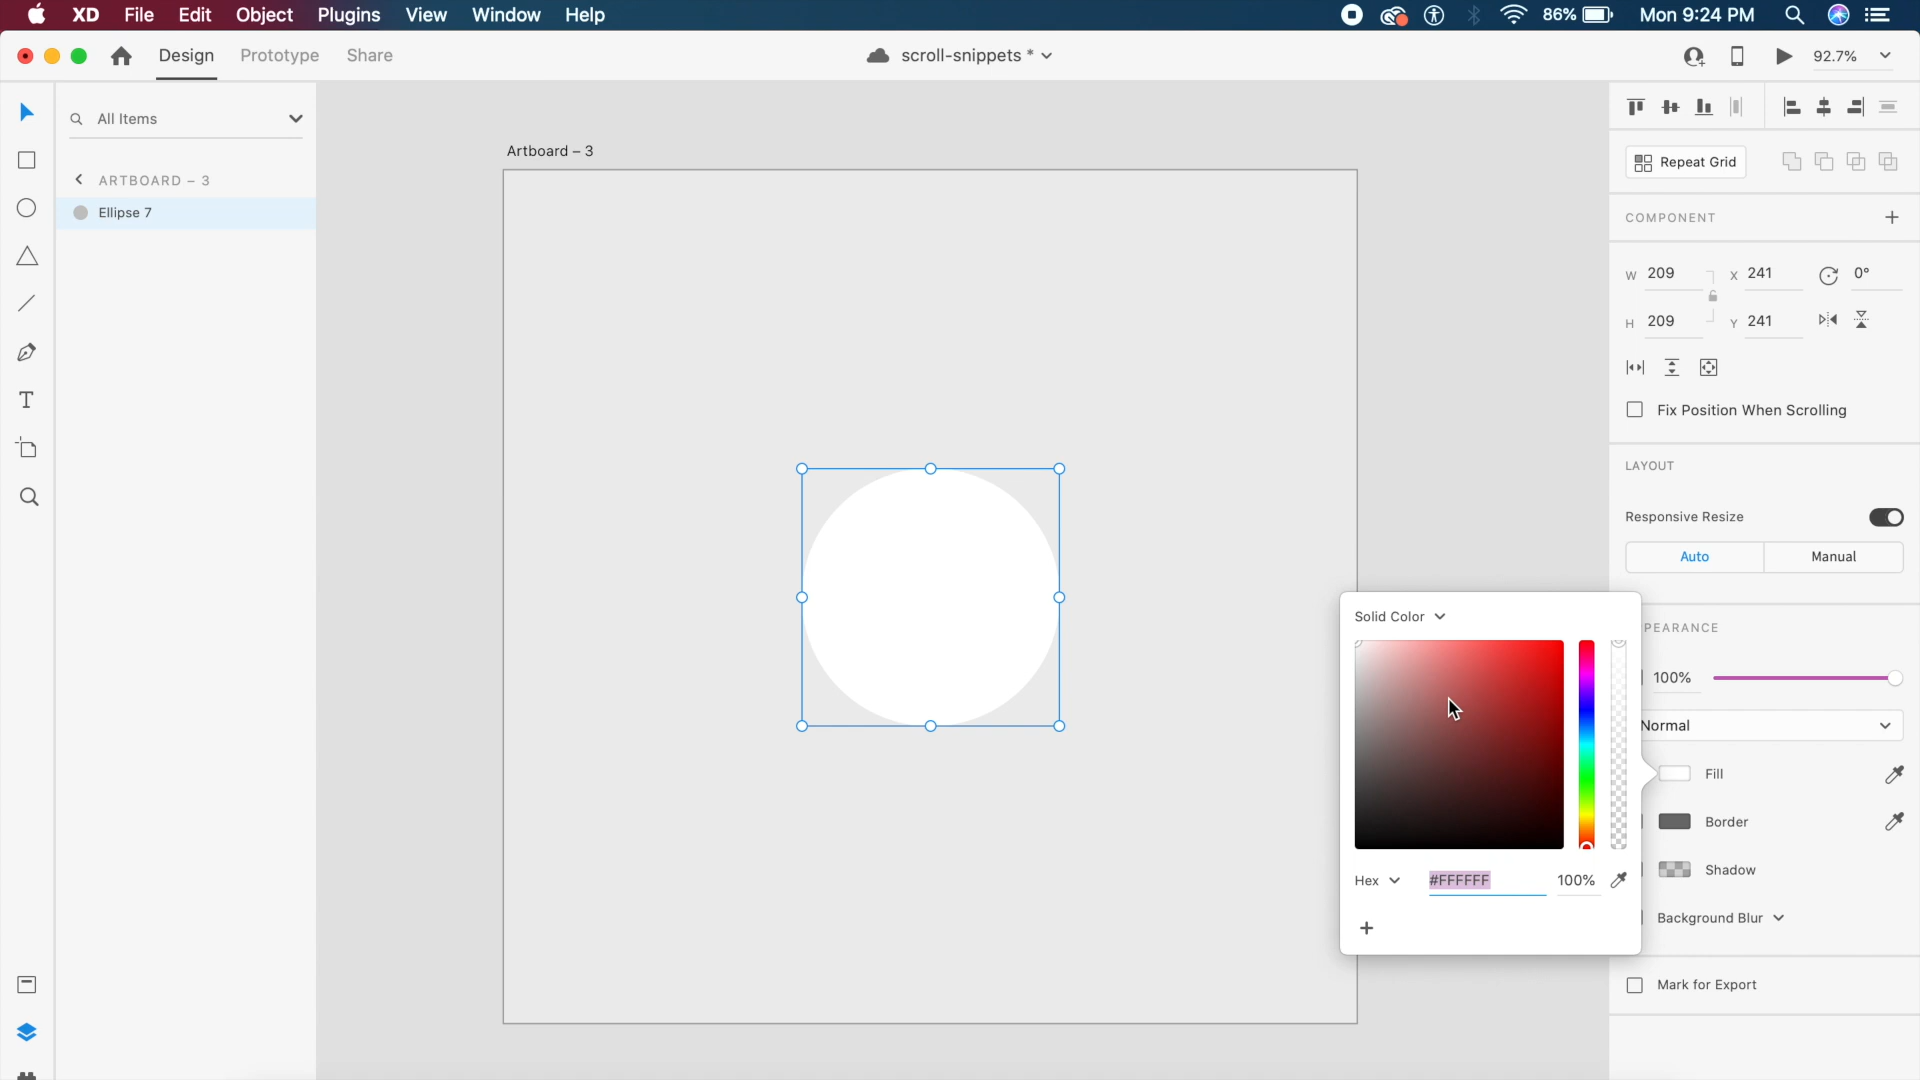 XD File Edit Object Plugins View Window Help 86% Mon 9:24 PM
Design Prototype Share scroll-snippets * 92.7%
All Items
ARTBOARD – 3
Ellipse 7
Artboard – 3
Repeat Grid
COMPONENT
W 209 X 241 0°
H 209 Y 241
Fix Position When Scrolling
LAYOUT
Responsive Resize
Auto Manual
Solid Color
PEARANCE
100%
Normal
Fill
Border
Hex #FFFFFF 100%
Shadow
Background Blur
Mark for Export